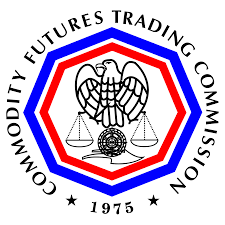 COMMODITY FUTURES TRADING COMMISSION
★ 1975 ★